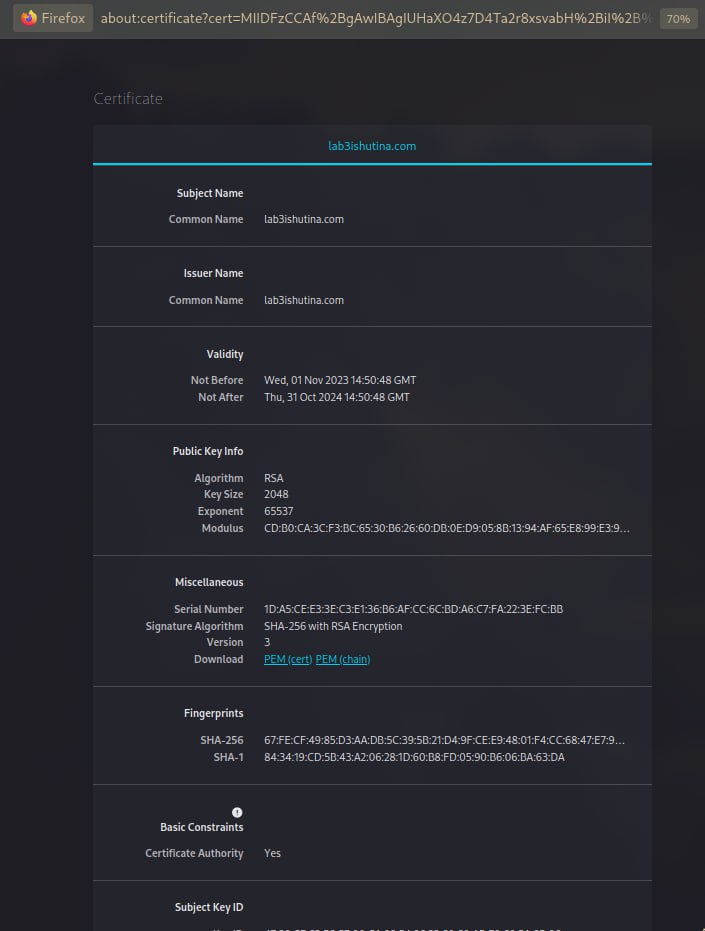 Firefox about:certificate?cert=MIIDFzCCAf%2BgAwIBAgIUHaXO4z7D4Ta2r8xsvabH%2BiI%2B% 70%
Certificate
lab3ishutina.com
Subject Name
Common Name lab3ishutina.com
Issuer Name
Common Name lab3ishutina.com
Validity
Not Before Wed, 01 Nov 2023 14:50:48 GMT
Not After Thu, 31 Oct 2024 14:50:48 GMT
Public Key Info
Algorithm RSA
Key Size 2048
Exponent 65537
Modulus CD:B0:CA:3C:F3:BC:65:30:B6:26:60:DB:0E:D9:05:8B:13:94:AF:65:E8:99:E3:9…
Miscellaneous
Serial Number 1D:A5:CE:E3:3E:C3:E1:36:B6:AF:CC:6C:BD:A6:C7:FA:22:3E:FC:BB
Signature Algorithm SHA-256 with RSA Encryption
Version 3
Download PEM (cert) PEM (chain)
Fingerprints
SHA-256 67:FE:CF:49:85:D3:AA:DB:5C:39:5B:21:D4:9F:CE:E9:48:01:F4:CC:68:47:E7:9…
SHA-1 84:34:19:CD:5B:43:A2:06:28:1D:60:B8:FD:05:90:B6:06:BA:63:DA
Basic Constraints
Certificate Authority Yes
Subject Key ID